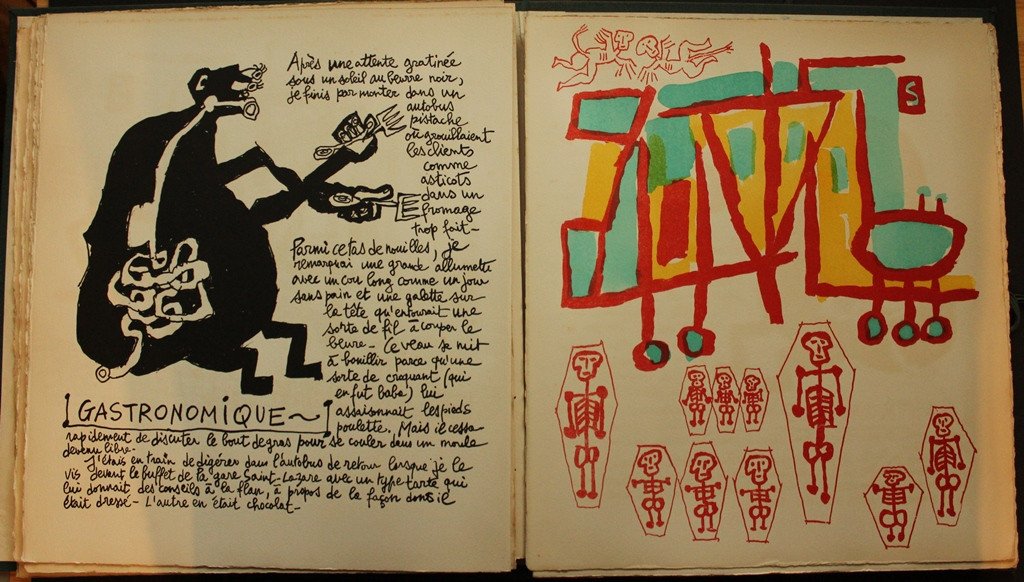 Après une attente gratinée
sous un soleil au beurre noir,
je finis par monter dans un
autobus
pistache
où grouillaient
les clients
comme
asticots
dans un
fromage
trop fait -
Parmi ce tas de nouilles, je
remarquai une grande allumette
avec un cou long comme un jour
sans pain et une galette sur
la tête qu'entourait une
sorte de fil à couper le
beurre - Ce veau se mit
à bouillir parce qu'une
sorte de croquant (qui
en fut baba) lui
assaisonnait les pieds
poulette. Mais il cessa
GASTRONOMIQUE ~
rapidement de discuter le bout de gras pour se couler dans un moule
devenu libre.
J'étais en train de digérer dans l'autobus de retour lorsque je le
vis devant le buffet de la gare Saint-Lazare avec un type tarte qui
lui donnait des conseils à la flan, à propos de la façon dont il
était dressé - L'autre en était chocolat -
S